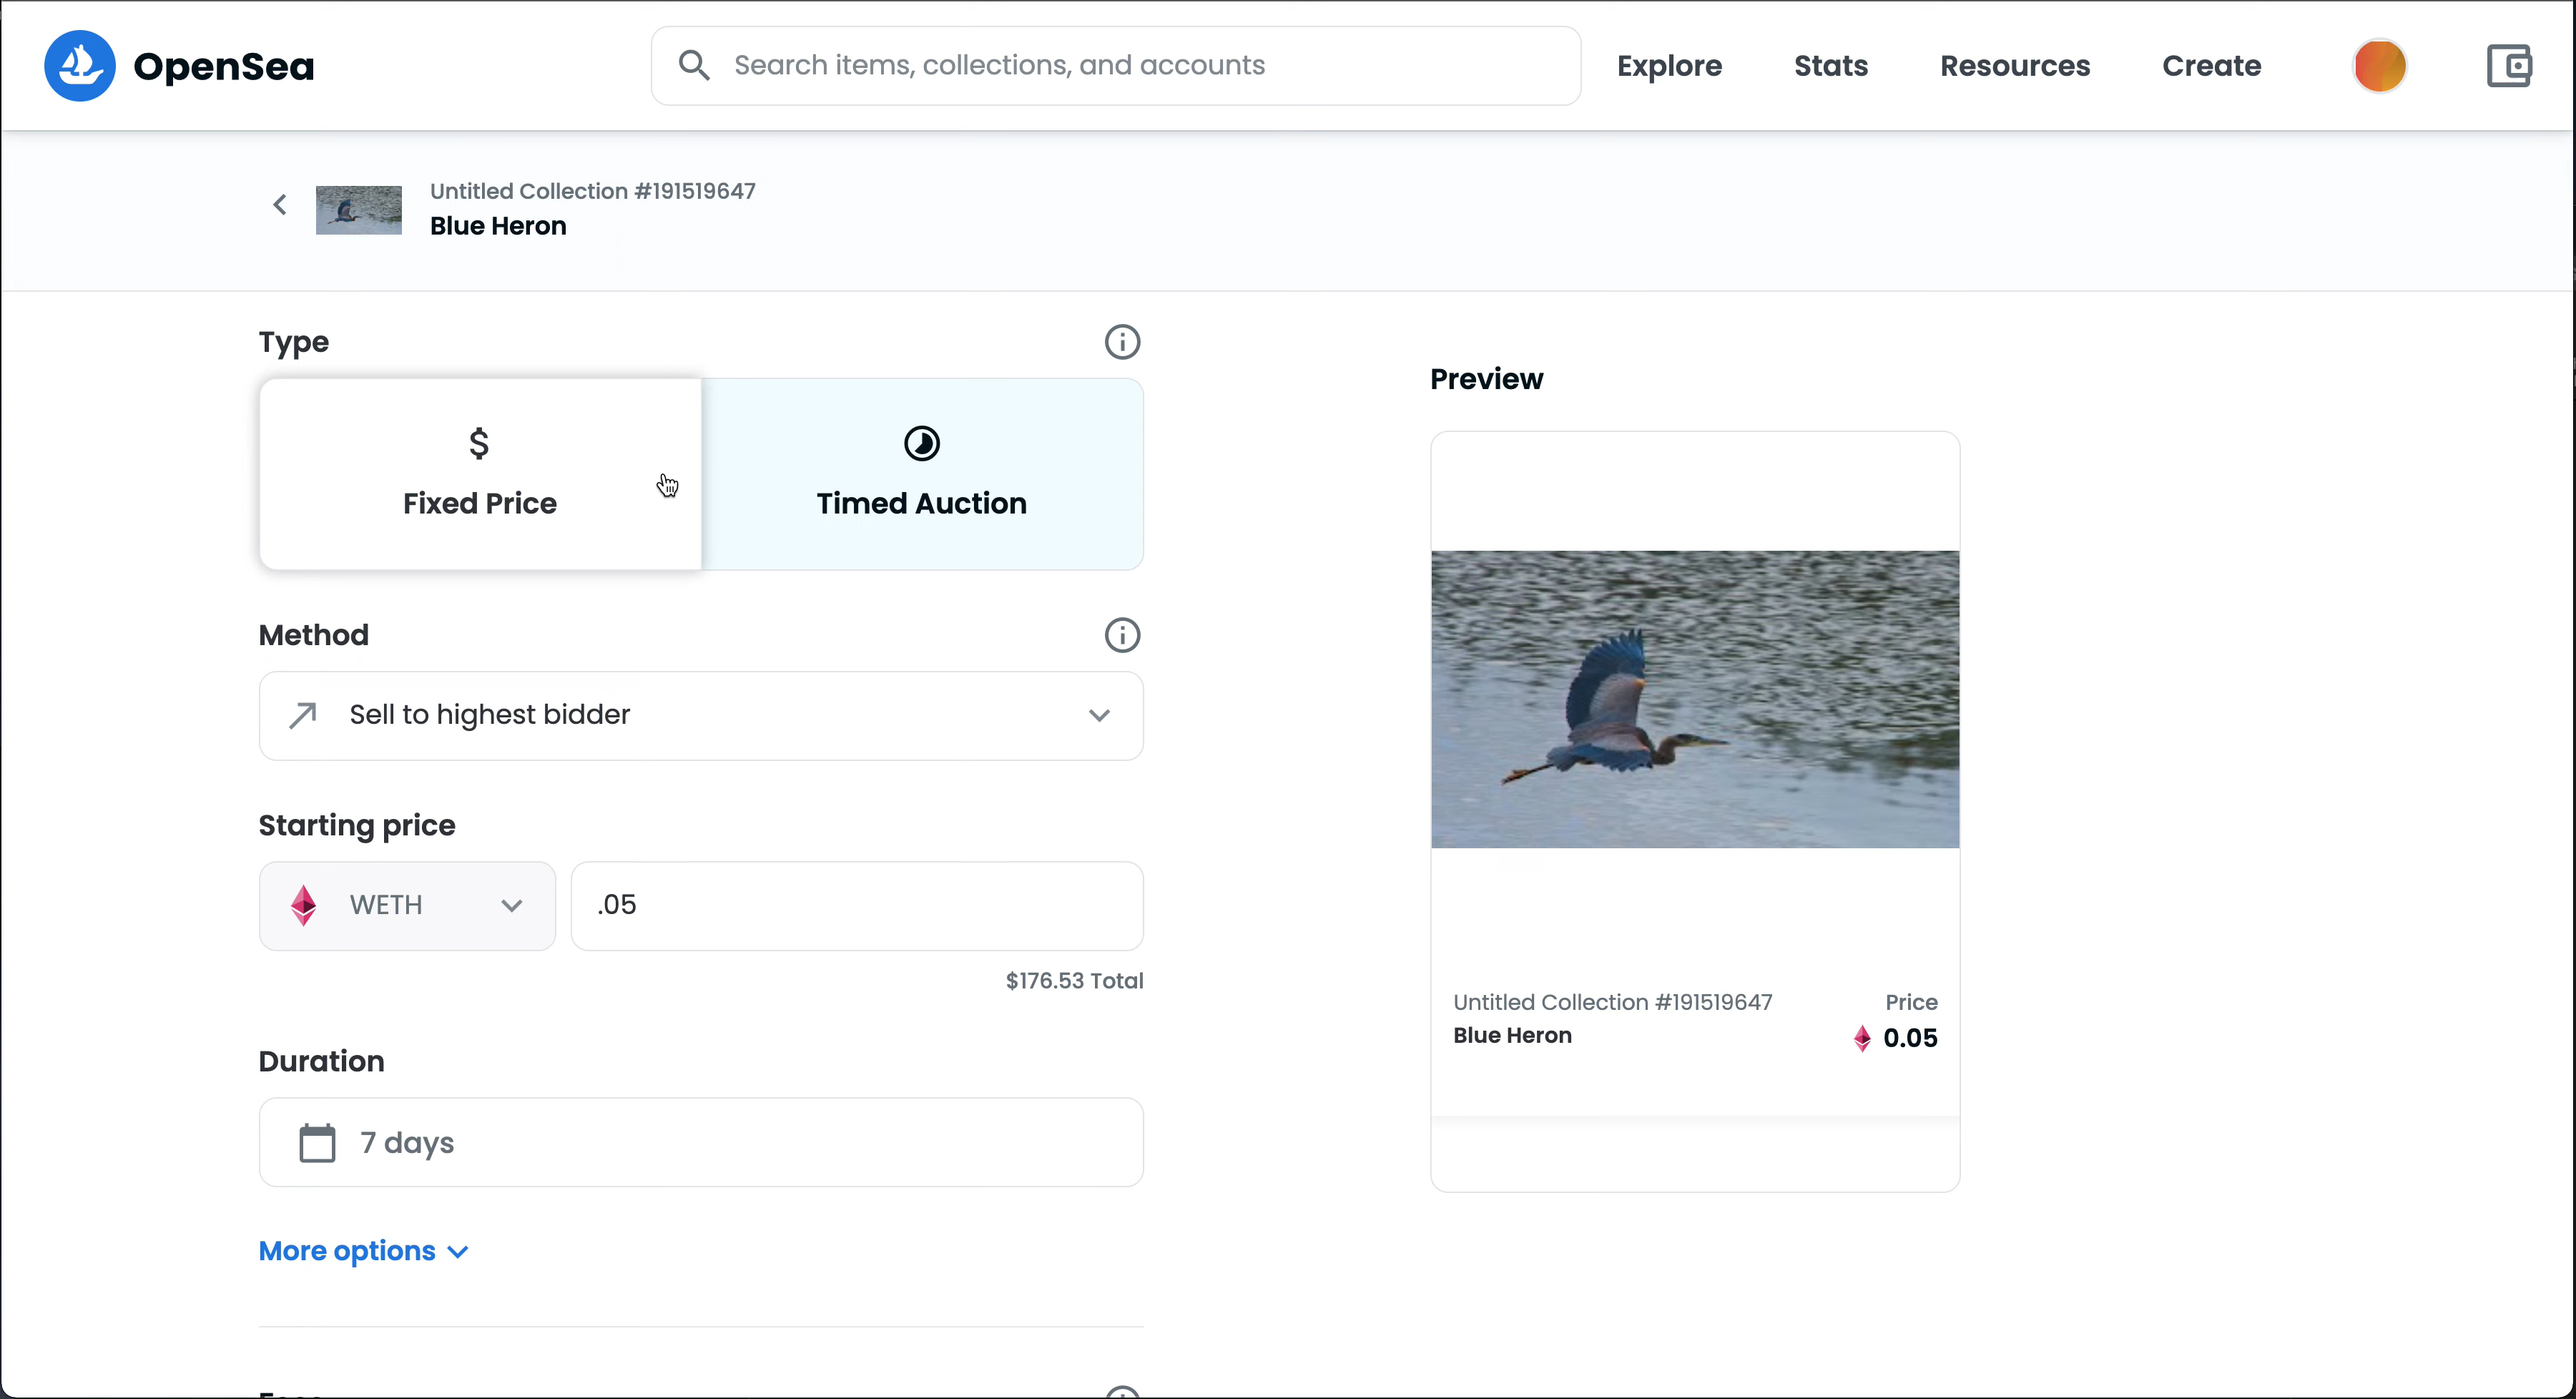 OpenSea
Search items, collections, and accounts
Explore
Stats
Resources
Create
Untitled Collection #191519647
Blue Heron
Type
$
Fixed Price
Timed Auction
Method
Sell to highest bidder
Starting price
WETH
.05
$176.53 Total
Duration
7 days
More options
Preview
Untitled Collection #191519647
Price
Blue Heron
0.05